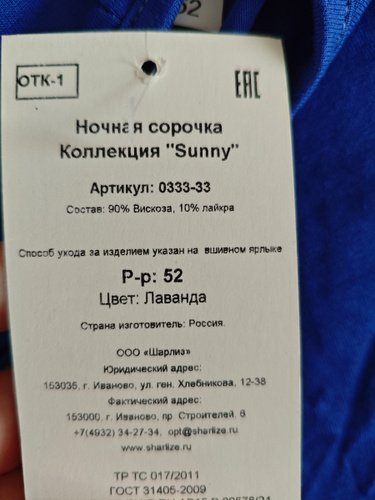 52
ОТК-1
ЕАС
Ночная сорочка
Коллекция "Sunny"
Артикул: 0333-33
Состав: 90% Вискоза, 10% лайкра
Способ ухода за изделием указан на вшивном ярлыке
Р-р: 52
Цвет: Лаванда
Страна изготовитель: Россия.
ООО «Шарлиз»
Юридический адрес:
153035, г. Иваново, ул. ген. Хлебникова, 12-38
Фактический адрес:
153000, г. Иваново, пр. Строителей. 6
+7(4932) 34-27-34, opt@sharlize.ru
www.sharlize.ru
ТР ТС 017/2011
ГОСТ 31405-2009